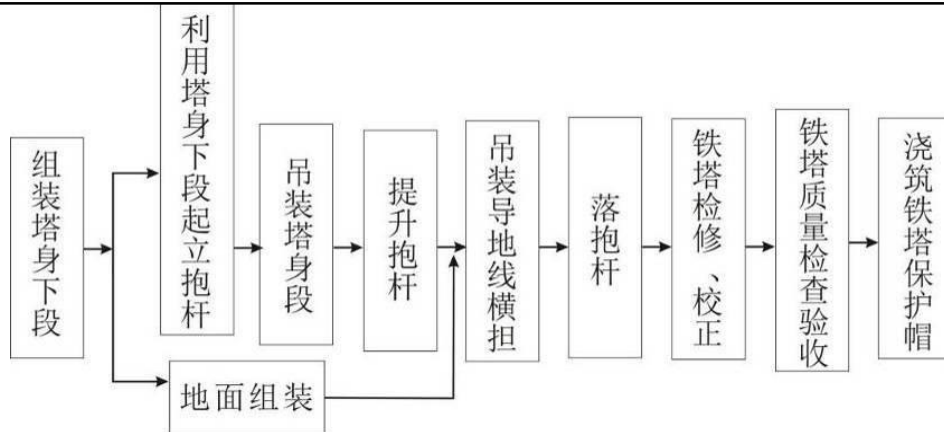 组装塔身下段
利用塔身下段起立抱杆
吊装塔身段
提升抱杆
地面组装
吊装导地线横担
落抱杆
铁塔检修、校正
铁塔质量检查验收
浇筑铁塔保护帽